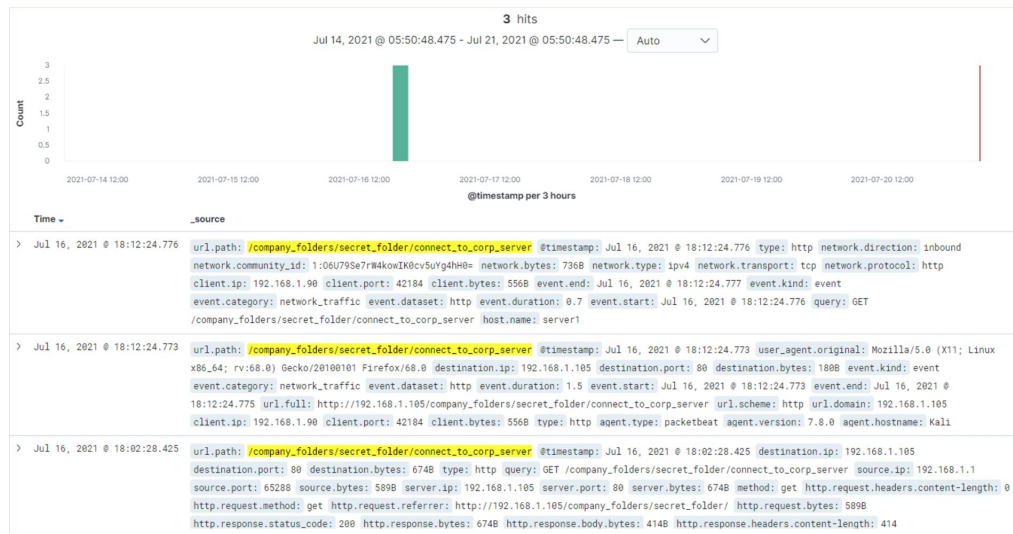 3 hits
Jul 14, 2021 @ 05:50:48.475 - Jul 21, 2021 @ 05:50:48.475 — Auto
3
2.5
2
1.5
1
0.5
0
Count
2021-07-14 12:00 2021-07-15 12:00 2021-07-16 12:00 2021-07-17 12:00 2021-07-18 12:00 2021-07-19 12:00 2021-07-20 12:00
@timestamp per 3 hours
Time _source
Jul 16, 2021 @ 18:12:24.776 url.path: /company_folders/secret_folder/connect_to_corp_server @timestamp: Jul 16, 2021 @ 18:12:24.776 type: http network.direction: inbound
network.community_id: 1:O6U79Se7rW4kowIK0cv5uYg4hH0= network.bytes: 736B network.type: ipv4 network.transport: tcp network.protocol: http
client.ip: 192.168.1.90 client.port: 42184 client.bytes: 556B event.end: Jul 16, 2021 @ 18:12:24.777 event.kind: event
event.category: network_traffic event.dataset: http event.duration: 0.7 event.start: Jul 16, 2021 @ 18:12:24.776 query: GET
/company_folders/secret_folder/connect_to_corp_server host.name: server1
Jul 16, 2021 @ 18:12:24.773 url.path: /company_folders/secret_folder/connect_to_corp_server @timestamp: Jul 16, 2021 @ 18:12:24.773 user_agent.original: Mozilla/5.0 (X11; Linux
x86_64; rv:68.0) Gecko/20100101 Firefox/68.0 destination.ip: 192.168.1.105 destination.port: 80 destination.bytes: 180B event.kind: event
event.category: network_traffic event.dataset: http event.duration: 1.5 event.start: Jul 16, 2021 @ 18:12:24.773 event.end: Jul 16, 2021 @
18:12:24.775 url.full: http://192.168.1.105/company_folders/secret_folder/connect_to_corp_server url.scheme: http url.domain: 192.168.1.105
client.ip: 192.168.1.90 client.port: 42184 client.bytes: 556B type: http agent.type: packetbeat agent.version: 7.8.0 agent.hostname: Kali
Jul 16, 2021 @ 18:02:28.425 url.path: /company_folders/secret_folder/connect_to_corp_server @timestamp: Jul 16, 2021 @ 18:02:28.425 destination.ip: 192.168.1.105
destination.port: 80 destination.bytes: 674B type: http query: GET /company_folders/secret_folder/connect_to_corp_server source.ip: 192.168.1.1
source.port: 65288 source.bytes: 589B server.ip: 192.168.1.105 server.port: 80 server.bytes: 674B method: get http.request.headers.content-length: 0
http.request.method: get http.request.referrer: http://192.168.1.105/company_folders/secret_folder/ http.request.bytes: 589B
http.response.status_code: 200 http.response.bytes: 674B http.response.body.bytes: 414B http.response.headers.content-length: 414